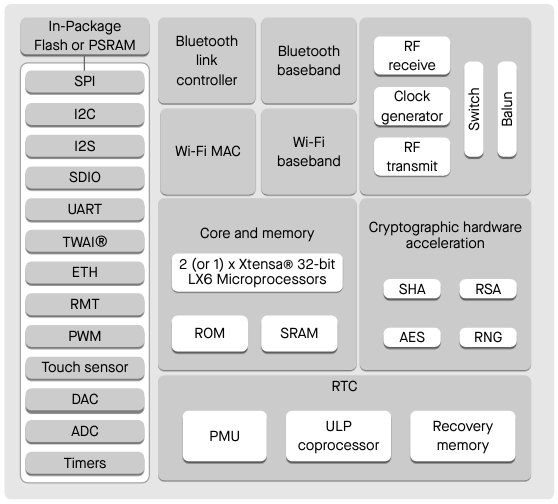 In-Package
Flash or PSRAM
SPI
I2C
I2S
SDIO
UART
TWAI®
ETH
RMT
PWM
Touch sensor
DAC
ADC
Timers
Bluetooth
link
controller
Bluetooth
baseband
Wi-Fi MAC
Wi-Fi
baseband
RF
receive
Clock
generator
RF
transmit
Switch
Balun
Core and memory
2 (or 1) x Xtensa® 32-bit
LX6 Microprocessors
ROM
SRAM
Cryptographic hardware
acceleration
SHA
RSA
AES
RNG
RTC
PMU
ULP
coprocessor
Recovery
memory